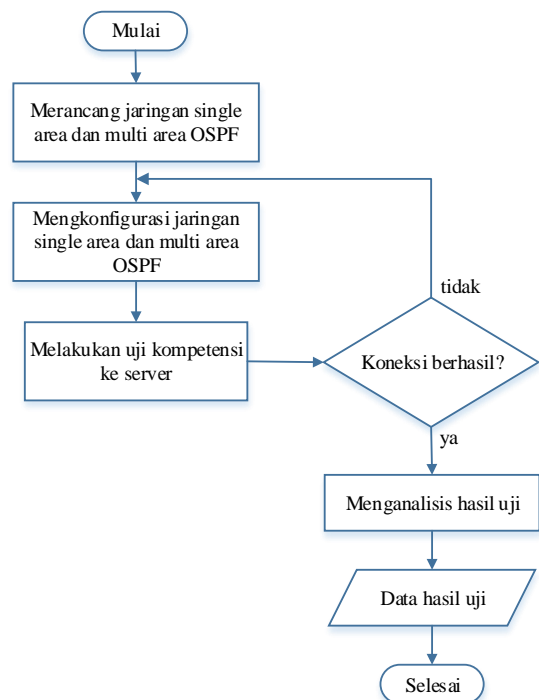 Mulai
Merancang jaringan single
area dan multi area OSPF
Mengkonfigurasi jaringan
single area dan multi area
OSPF
tidak
Melakukan uji kompetensi
ke server
Koneksi berhasil?
ya
Menganalisis hasil uji
Data hasil uji
Selesai